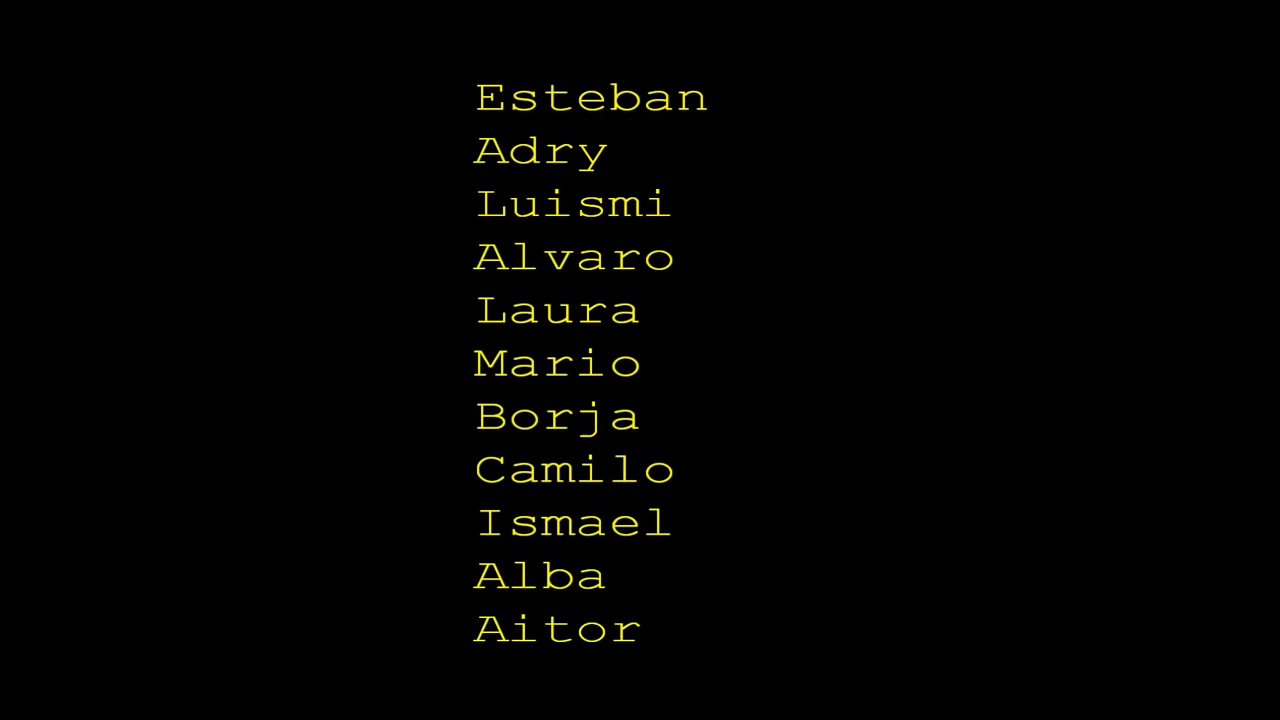 Esteban
Adry
Luismi
Alvaro
Laura
Mario
Borja
Camilo
Ismael
Alba
Aitor